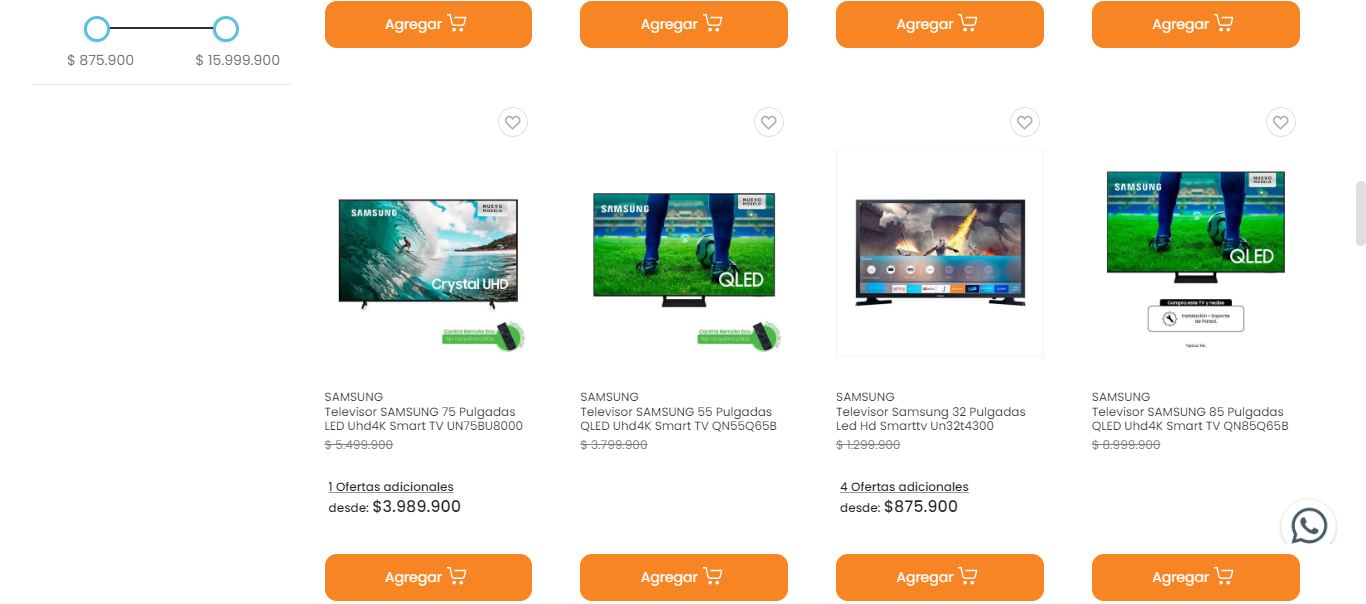 Agregar
Agregar
Agregar
Agregar
$ 875.900
$ 15.999.900
SAMSUNG
NUEVO MODELO
Crystal UHD
Control Remoto Eco.
No requiere pilas
SAMSUNG
NUEVO MODELO
QLED
Control Remoto Eco.
No requiere pilas
SAMSUNG
NUEVO MODELO
QLED
Compra este TV y recibe
Instalación + Soporte
de Pared.
SAMSUNG
Televisor SAMSUNG 75 Pulgadas
LED Uhd4K Smart TV UN75BU8000
$ 5.499.900
1 Ofertas adicionales
desde: $3.989.900
SAMSUNG
Televisor SAMSUNG 55 Pulgadas
QLED Uhd4K Smart TV QN55Q65B
$ 3.799.900
SAMSUNG
Televisor Samsung 32 Pulgadas
Led Hd Smarttv Un32t4300
$ 1.299.900
4 Ofertas adicionales
desde: $875.900
SAMSUNG
Televisor SAMSUNG 85 Pulgadas
QLED Uhd4K Smart TV QN85Q65B
$ 8.999.900
Agregar
Agregar
Agregar
Agregar